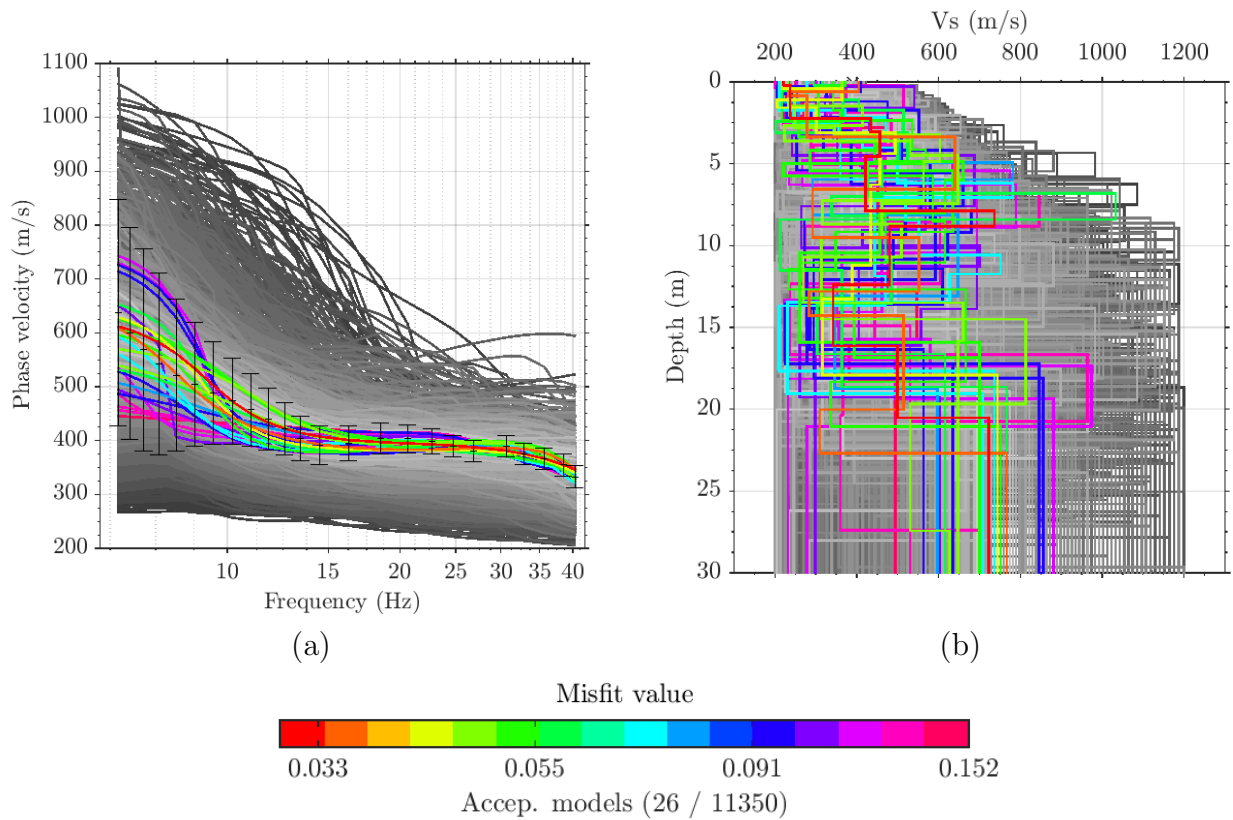 Phase velocity (m/s)
1100
1000
900
800
700
600
500
400
300
200
10 15 20 25 30 35 40
Frequency (Hz)
(a)
Vs (m/s)
200 400 600 800 1000 1200
Depth (m)
0
5
10
15
20
25
30
(b)
Misfit value
0.033 0.055 0.091 0.152
Accep. models (26 / 11350)